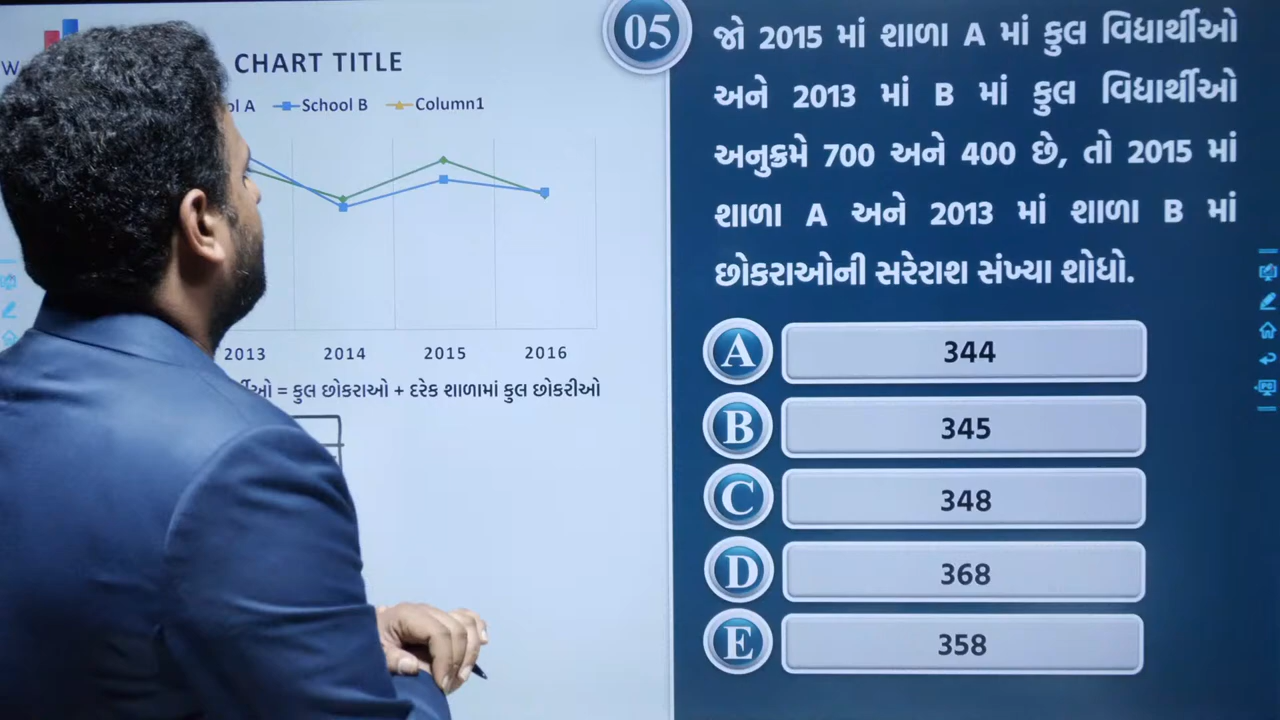 05
જો 2015 માં શાળા A માં કુલ વિદ્યાર્થીઓ
અને 2013 માં B માં કુલ વિદ્યાર્થીઓ
અનુક્રમે 700 અને 400 છે, તો 2015 માં
શાળા A અને 2013 માં શાળા B માં
છોકરાઓની સરેરાશ સંખ્યા શોધો.
A 344
B 345
C 348
D 368
E 358
W
CHART TITLE
ol A School B Column1
2013 2014 2015 2016
= કુલ છોકરાઓ + દરેક શાળામાં કુલ છોકરીઓ